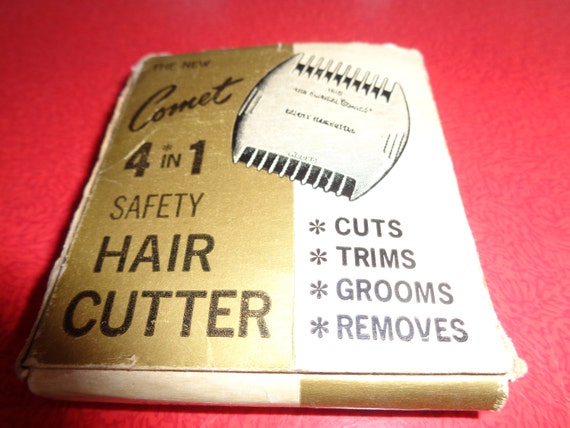 THE NEW
Comet
4 IN 1
SAFETY
HAIR
CUTTER
* CUTS
* TRIMS
* GROOMS
* REMOVES